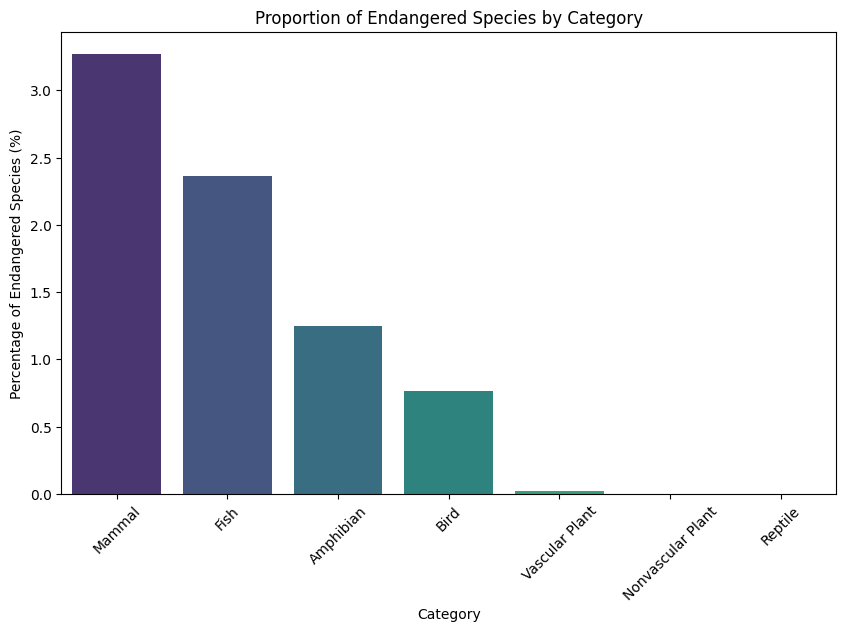 Proportion of Endangered Species by Category
Percentage of Endangered Species (%)
3.0
2.5
2.0
1.5
1.0
0.5
0.0
Mammal
Fish
Amphibian
Bird
Vascular Plant
Nonvascular Plant
Reptile
Category